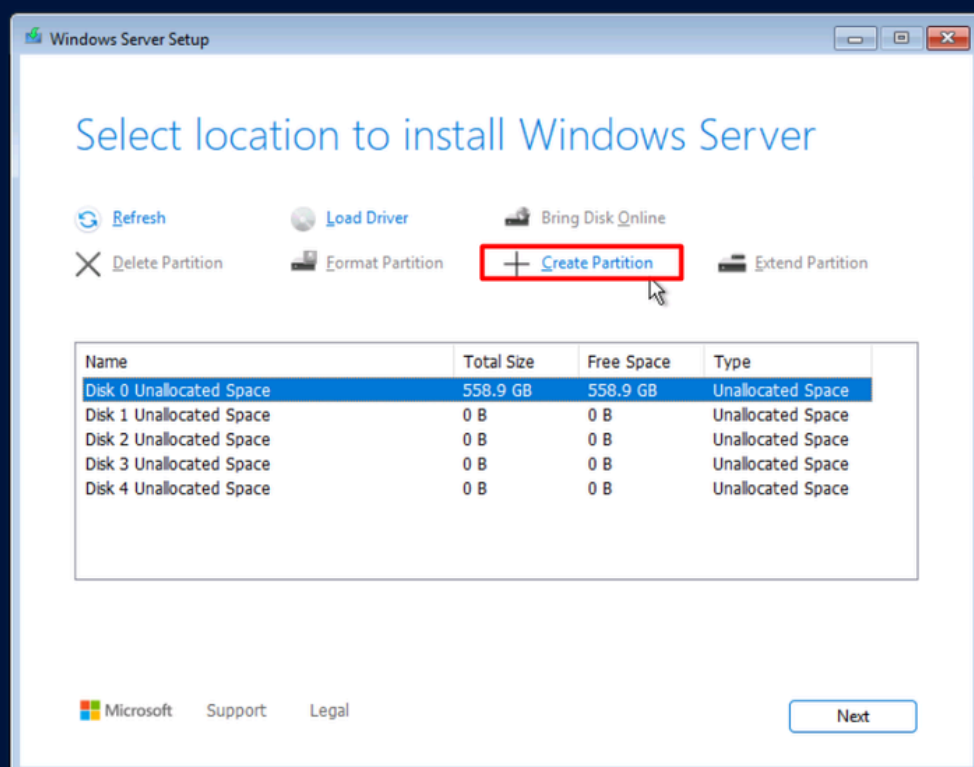 Windows Server Setup
Select location to install Windows Server
Refresh Load Driver Bring Disk Online
Delete Partition Format Partition Create Partition Extend Partition
Name Total Size Free Space Type
Disk 0 Unallocated Space 558.9 GB 558.9 GB Unallocated Space
Disk 1 Unallocated Space 0 B 0 B Unallocated Space
Disk 2 Unallocated Space 0 B 0 B Unallocated Space
Disk 3 Unallocated Space 0 B 0 B Unallocated Space
Disk 4 Unallocated Space 0 B 0 B Unallocated Space
Microsoft Support Legal Next